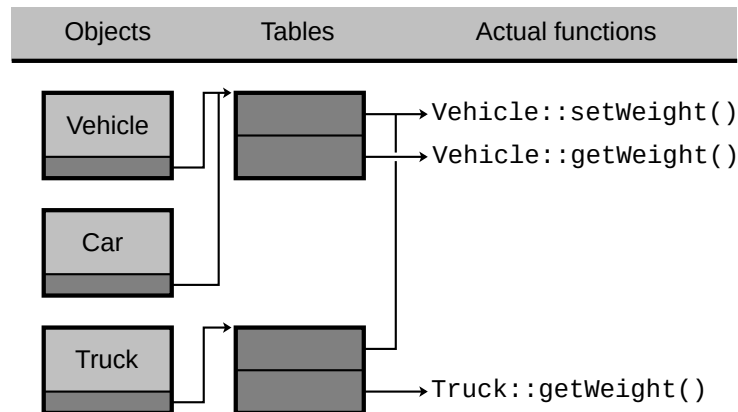 Objects Tables Actual functions
Vehicle
Vehicle::setWeight()
Vehicle::getWeight()
Car
Truck
Truck::getWeight()